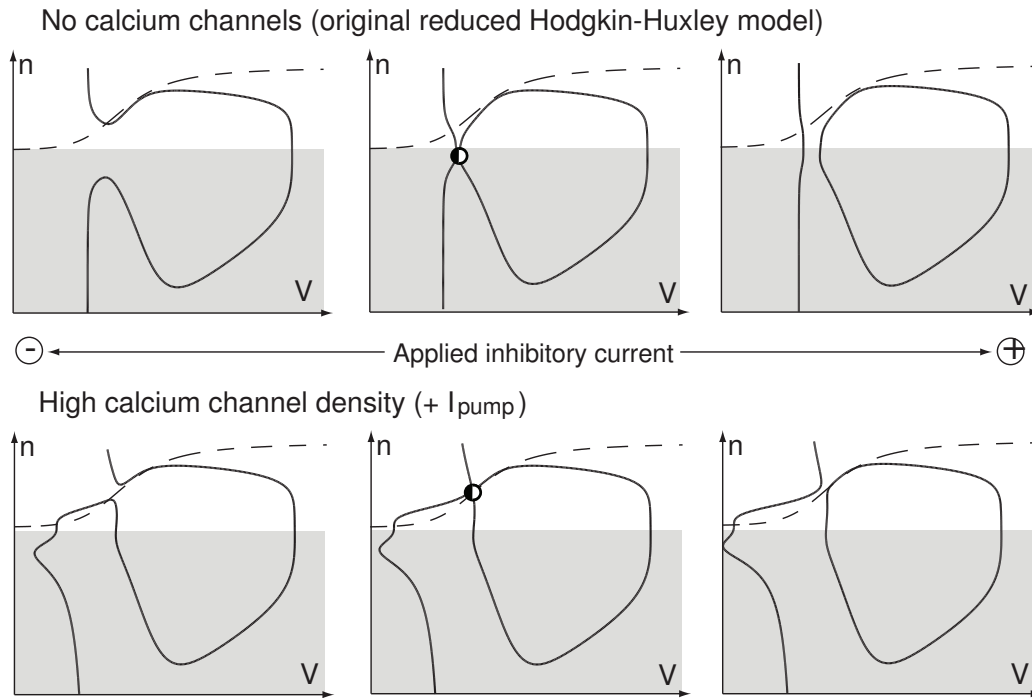 No calcium channels (original reduced Hodgkin-Huxley model)
n
n
n
V
V
V
- Applied inhibitory current +
High calcium channel density (+ Ipump)
n
n
n
V
V
V